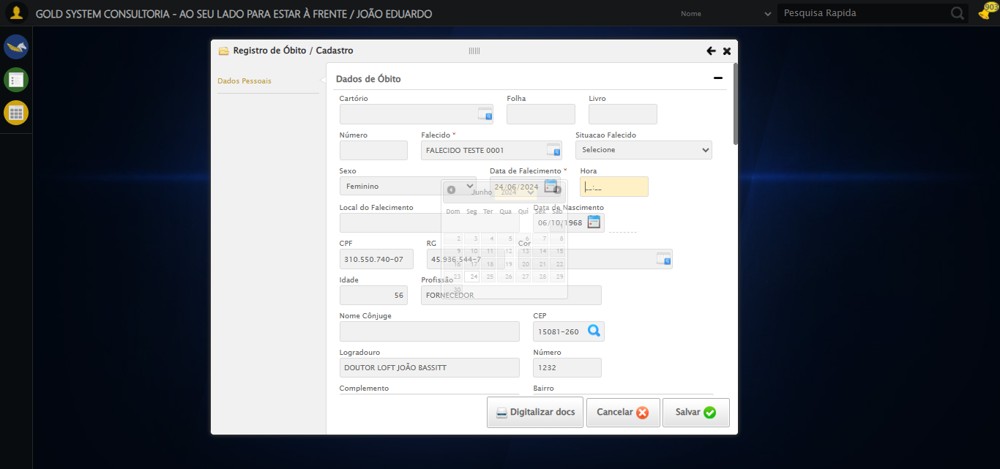 GOLD SYSTEM CONSULTORIA - AO SEU LADO PARA ESTAR À FRENTE / JOÃO EDUARDO
Nome
Pesquisa Rapida
903
Registro de Óbito / Cadastro
Dados Pessoais
Dados de Óbito
Cartório Folha Livro
Número Falecido * Situacao Falecido
FALECIDO TESTE 0001 Selecione
Sexo Data de Falecimento * Hora
Feminino 24/06/2024 __:__
Junho 2024
Local do Falecimento Data de Nascimento
Dom Seg Ter Qua Qui Sex Sáb
06/10/1968
1
2 3 4 5 6 7 8
CPF RG Cor
9 10 11 12 13 14 15
310.550.740-07 45.936.544-7
16 17 18 19 20 21 22
23 24 25 26 27 28 29
Idade Profissão
30
56 FORNECEDOR
Nome Cônjuge CEP
15081-260
Logradouro Número
DOUTOR LOFT JOÃO BASSITT 1232
Complemento Bairro
Digitalizar docs Cancelar Salvar